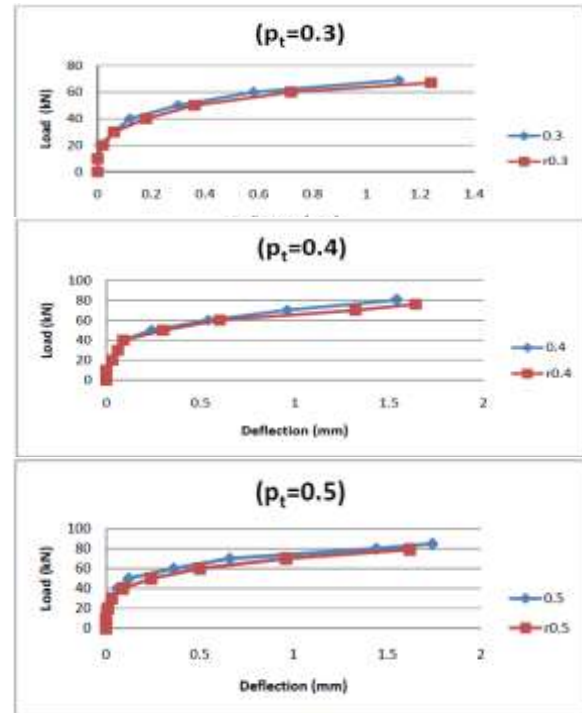 (pt=0.3)
Load (kN)
80
60
40
20
0
0 0.2 0.4 0.6 0.8 1 1.2 1.4
0.3
r0.3
(pt=0.4)
Load (kN)
100
80
60
40
20
0
0 0.5 1 1.5 2
Deflection (mm)
0.4
r0.4
(pt=0.5)
Load (kN)
100
80
60
40
20
0
0 0.5 1 1.5 2
Deflection (mm)
0.5
r0.5